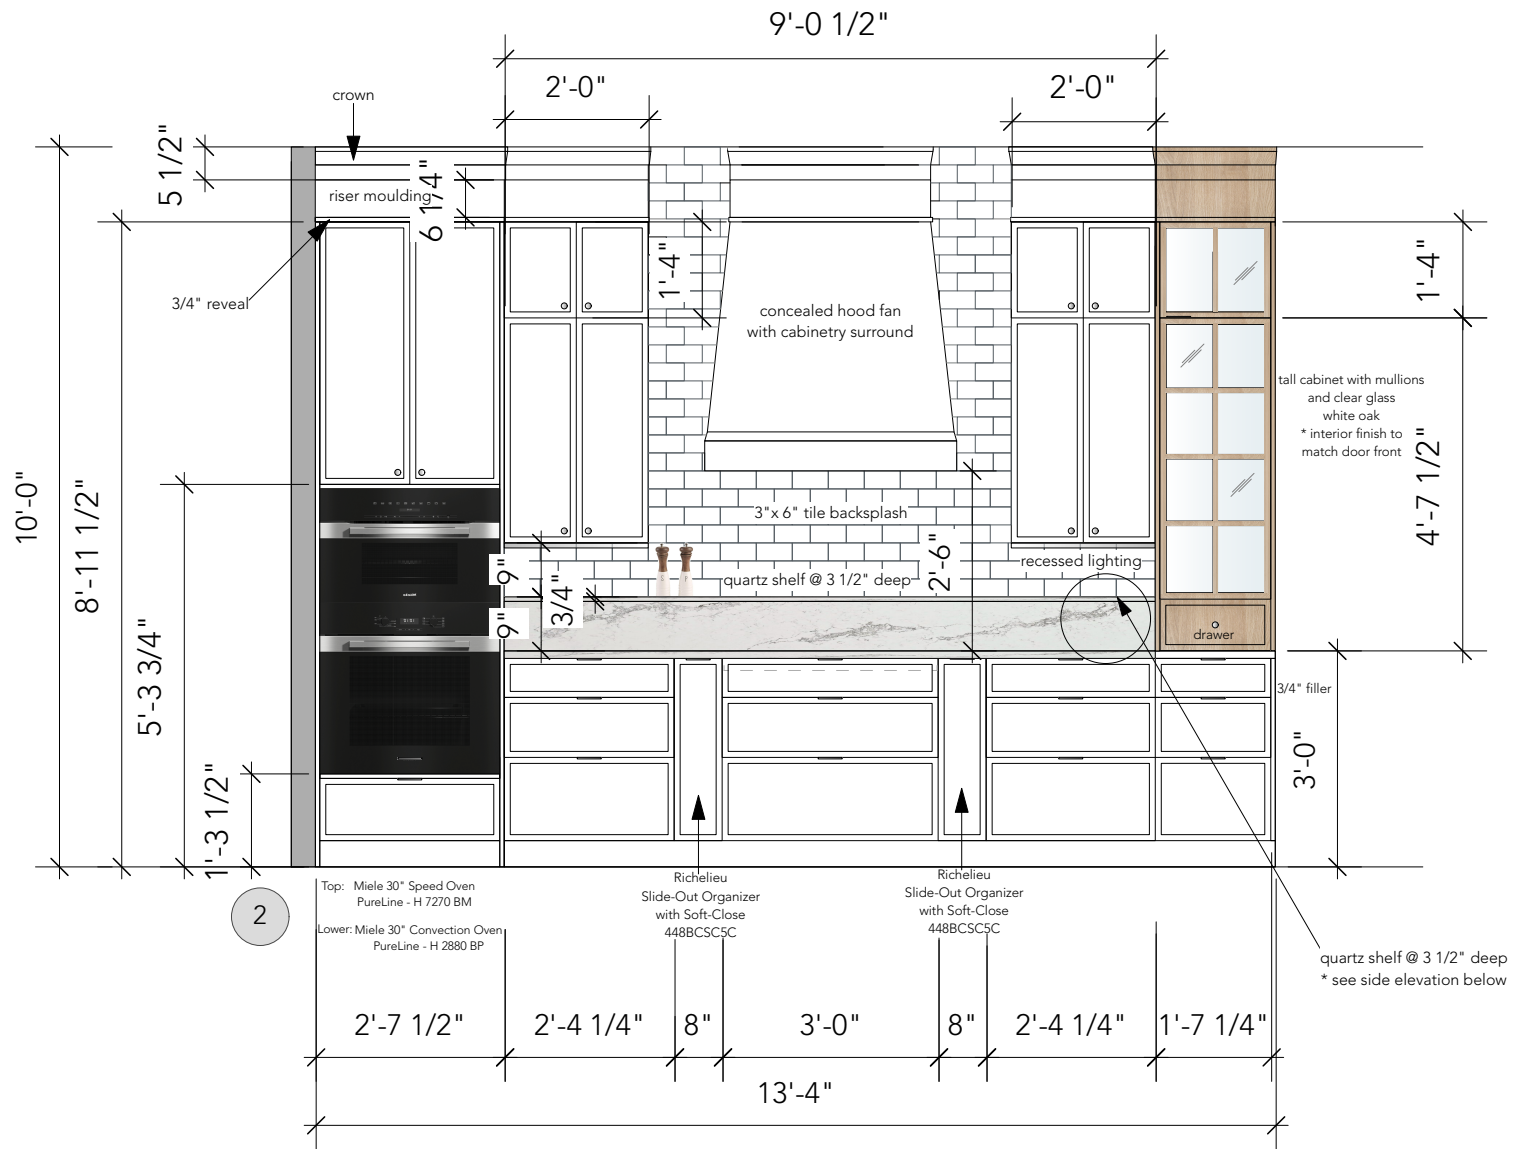 9'-0 1/2"
2'-0"
2'-0"
crown
5 1/2"
riser moulding
6 1/4"
3/4" reveal
1'-4"
1'-4"
concealed hood fan
with cabinetry surround
tall cabinet with mullions
and clear glass
white oak
* interior finish to
match door front
10'-0"
8'-11 1/2"
5'-3 3/4"
1'-3 1/2"
4'-7 1/2"
3"x 6" tile backsplash
2'-6"
recessed lighting
9"
3/4"
quartz shelf @ 3 1/2" deep
9"
drawer
3/4" filler
3'-0"
2
Top: Miele 30" Speed Oven
PureLine - H 7270 BM
Lower: Miele 30" Convection Oven
PureLine - H 2880 BP
Richelieu
Slide-Out Organizer
with Soft-Close
448BCSC5C
Richelieu
Slide-Out Organizer
with Soft-Close
448BCSC5C
quartz shelf @ 3 1/2" deep
* see side elevation below
2'-7 1/2"
2'-4 1/4"
8"
3'-0"
8"
2'-4 1/4"
1'-7 1/4"
13'-4"